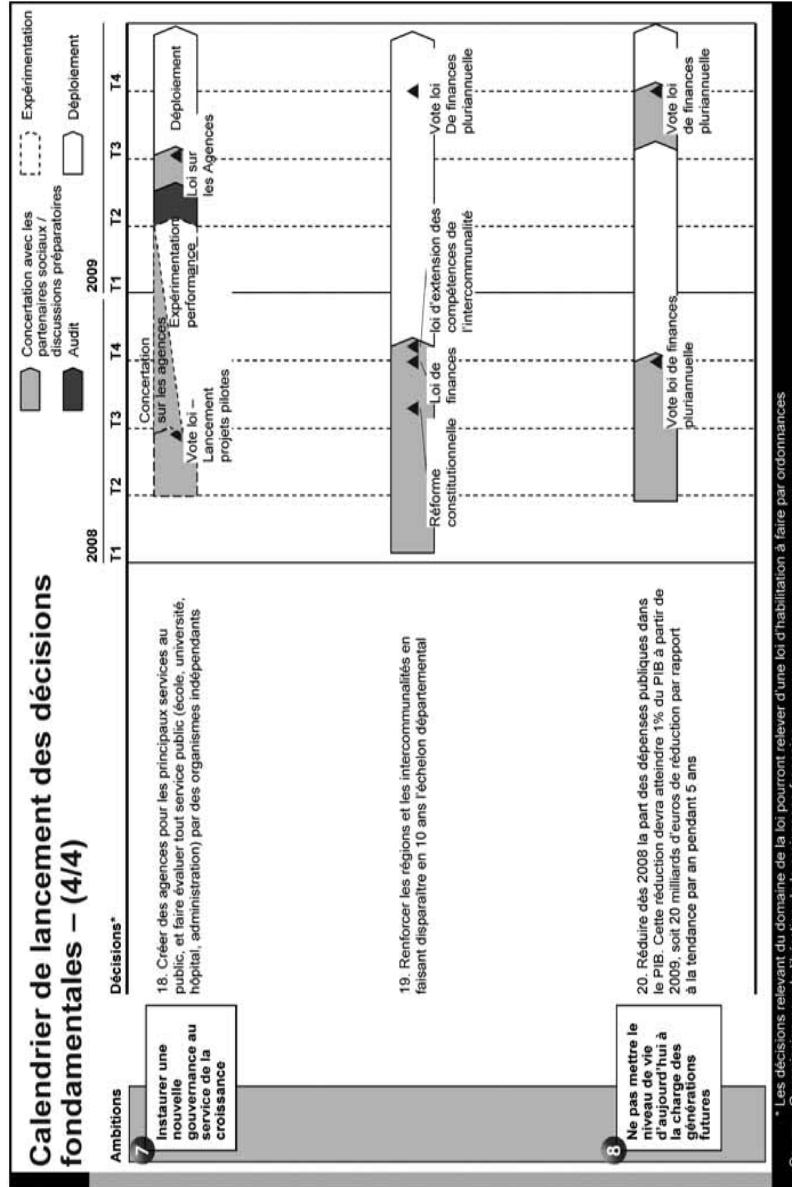 Calendrier de lancement des décisions
fondamentales – (4/4)
Concertation avec les
partenaires sociaux /
discussions préparatoires
Audit
Expérimentation
Déploiement
Ambitions
Décisions*
2008
2009
T1
T2
T3
T4
T1
T2
T3
T4
7
Instaurer une
nouvelle
gouvernance au
service de la
croissance
18. Créer des agences pour les principaux services au
public, et faire évaluer tout service public (école, université,
hôpital, administration) par des organismes indépendants
Concertation
sur les agences
Vote loi –
Lancement
projets pilotes
Expérimentation
performance
Loi sur
les Agences
Déploiement
19. Renforcer les régions et les intercommunalités en
faisant disparaître en 10 ans l'échelon départemental
Réforme
constitutionnelle
Loi de
finances
loi d'extension des
compétences de
l'intercommunalité
Vote loi
De finances
pluriannuelle
8
Ne pas mettre le
niveau de vie
d'aujourd'hui à
la charge des
générations
futures
20. Réduire dès 2008 la part des dépenses publiques dans
le PIB. Cette réduction devra atteindre 1% du PIB à partir de
2009, soit 20 milliards d'euros de réduction par rapport
à la tendance par an pendant 5 ans
Vote loi de finances
pluriannuelle
Vote loi
de finances
pluriannuelle
* Les décisions relevant du domaine de la loi pourront relever d'une loi d'habilitation à faire par ordonnances